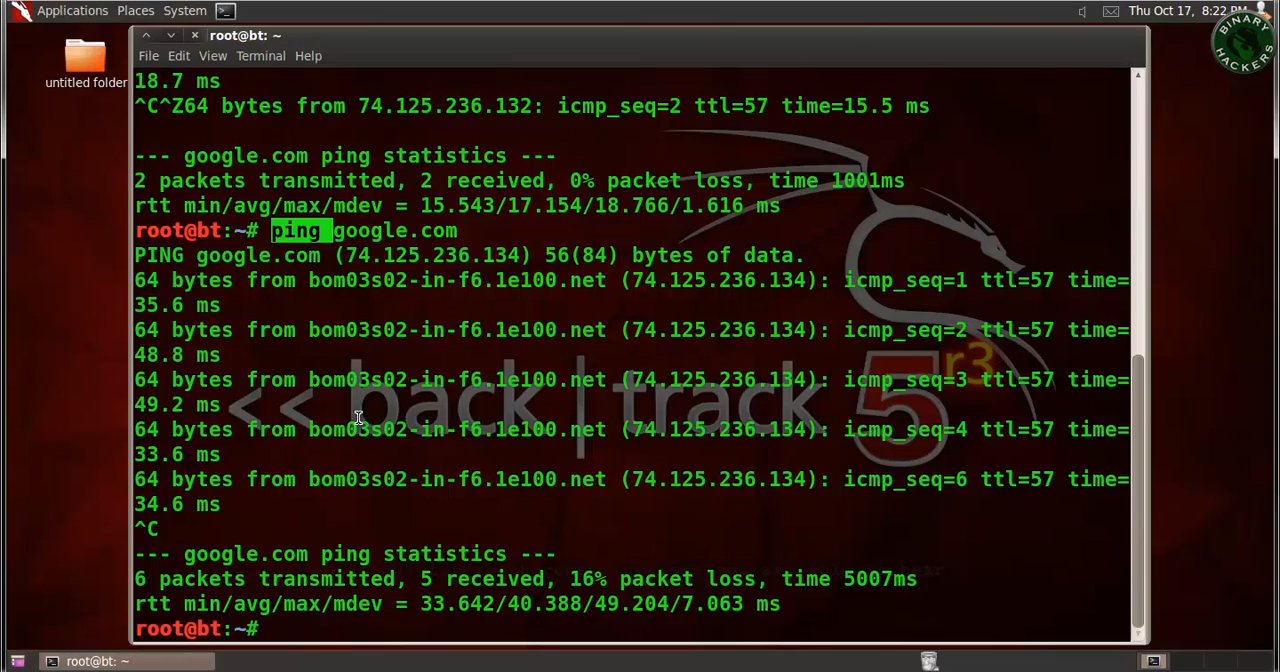 Applications Places System
Thu Oct 17, 8:22 PM
BINARY HACKERS
untitled folder
root@bt: ~
File Edit View Terminal Help
18.7 ms
^C^Z64 bytes from 74.125.236.132: icmp_seq=2 ttl=57 time=15.5 ms
--- google.com ping statistics ---
2 packets transmitted, 2 received, 0% packet loss, time 1001ms
rtt min/avg/max/mdev = 15.543/17.154/18.766/1.616 ms
root@bt:~# ping google.com
PING google.com (74.125.236.134) 56(84) bytes of data.
64 bytes from bom03s02-in-f6.1e100.net (74.125.236.134): icmp_seq=1 ttl=57 time=
35.6 ms
64 bytes from bom03s02-in-f6.1e100.net (74.125.236.134): icmp_seq=2 ttl=57 time=
48.8 ms
64 bytes from bom03s02-in-f6.1e100.net (74.125.236.134): icmp_seq=3 ttl=57 time=
49.2 ms
64 bytes from bom03s02-in-f6.1e100.net (74.125.236.134): icmp_seq=4 ttl=57 time=
33.6 ms
64 bytes from bom03s02-in-f6.1e100.net (74.125.236.134): icmp_seq=6 ttl=57 time=
34.6 ms
^C
--- google.com ping statistics ---
6 packets transmitted, 5 received, 16% packet loss, time 5007ms
rtt min/avg/max/mdev = 33.642/40.388/49.204/7.063 ms
root@bt:~#
<< back | track 5 r3
root@bt: ~